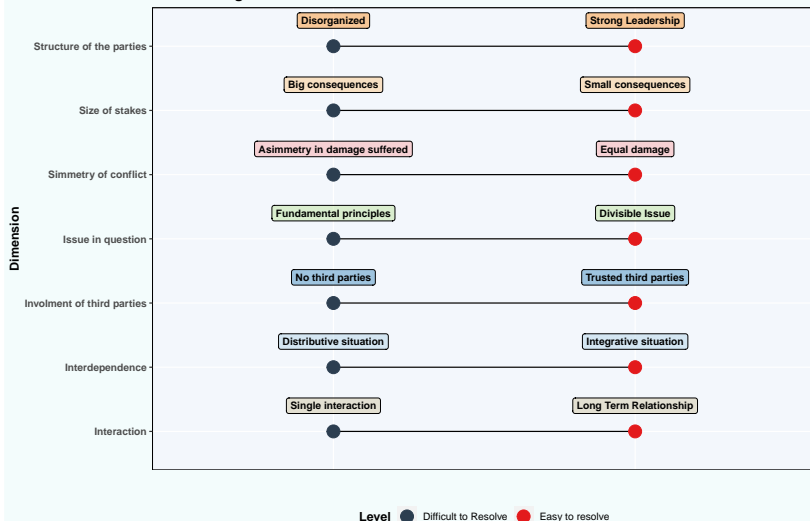 Disorganized
Strong Leadership
Structure of the parties
Big consequences
Small consequences
Size of stakes
Asimmetry in damage suffered
Equal damage
Simmetry of conflict
Fundamental principles
Divisible Issue
Issue in question
No third parties
Trusted third parties
Involment of third parties
Distributive situation
Integrative situation
Interdependence
Single interaction
Long Term Relationship
Interaction
Dimension
Level
Difficult to Resolve
Easy to resolve